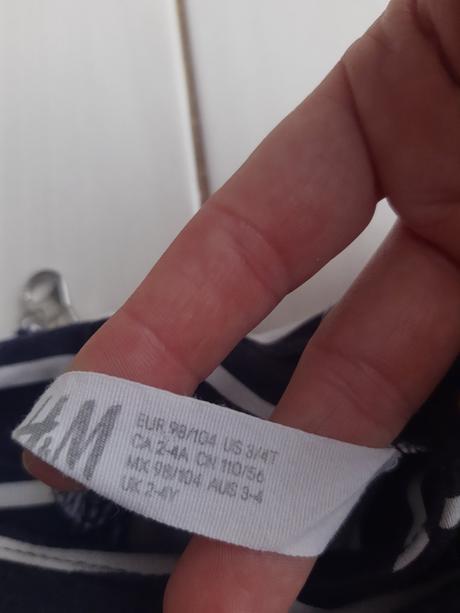 H&M
EUR 98/104 US 3/4T
CA 2-4A CN 110/56
MX 98/104 AUS 3-4
UK 2-4Y